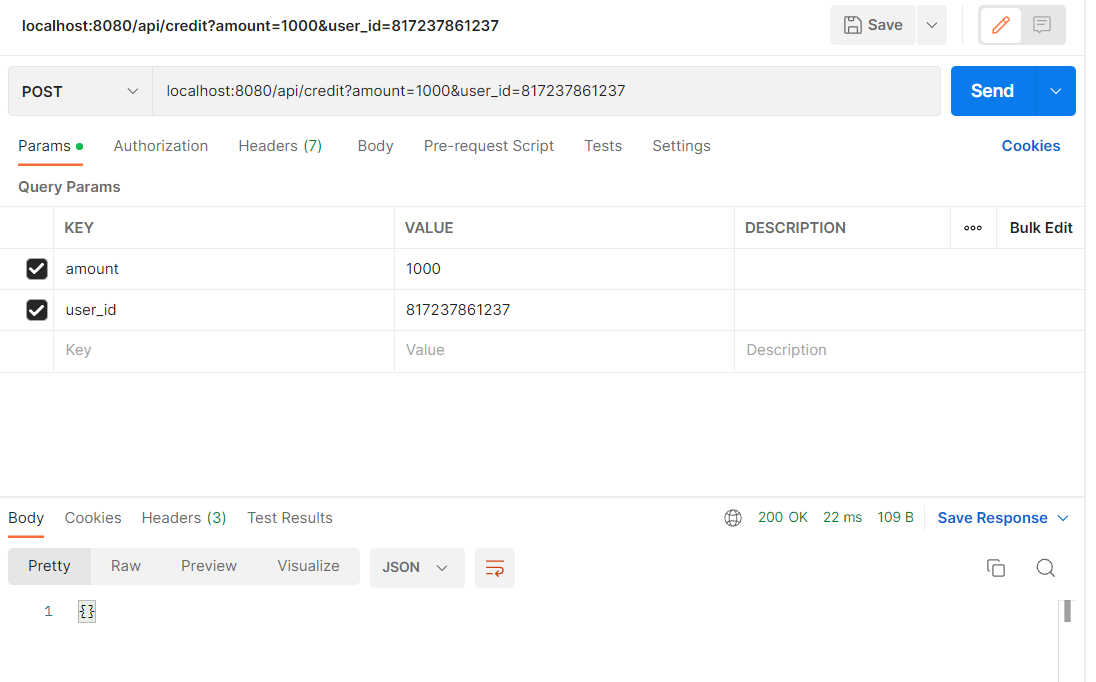 localhost:8080/api/credit?amount=1000&user_id=817237861237 Save
POST localhost:8080/api/credit?amount=1000&user_id=817237861237 Send
Params Authorization Headers (7) Body Pre-request Script Tests Settings Cookies
Query Params
KEY VALUE DESCRIPTION ooo Bulk Edit
amount 1000
user_id 817237861237
Key Value Description
Body Cookies Headers (3) Test Results 200 OK 22 ms 109 B Save Response
Pretty Raw Preview Visualize JSON
1 {}